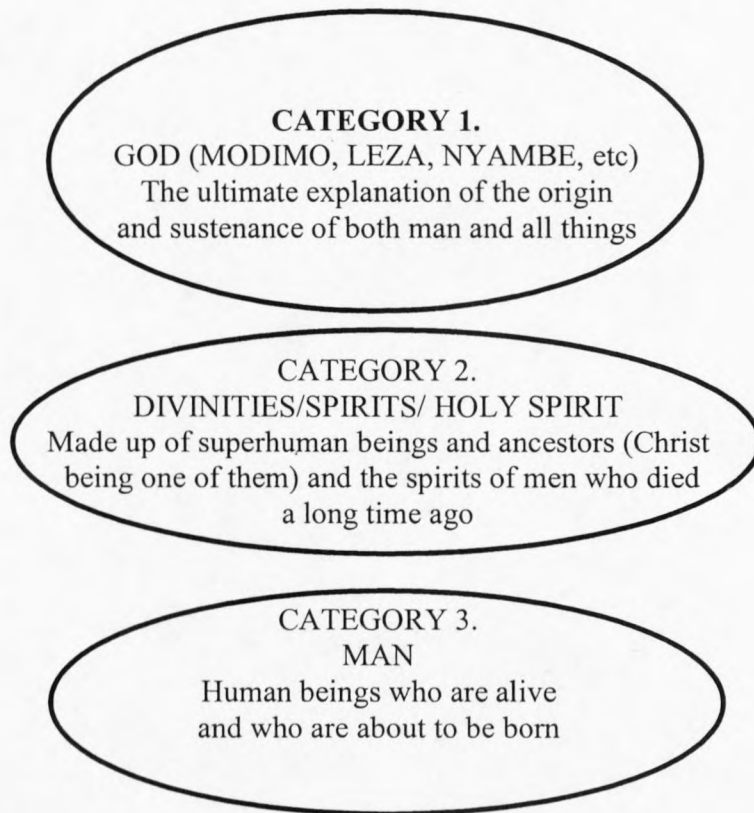 CATEGORY 1.
GOD (MODIMO, LEZA, NYAMBE, etc)
The ultimate explanation of the origin
and sustenance of both man and all things
CATEGORY 2.
DIVINITIES/SPIRITS/ HOLY SPIRIT
Made up of superhuman beings and ancestors (Christ
being one of them) and the spirits of men who died
a long time ago
CATEGORY 3.
MAN
Human beings who are alive
and who are about to be born